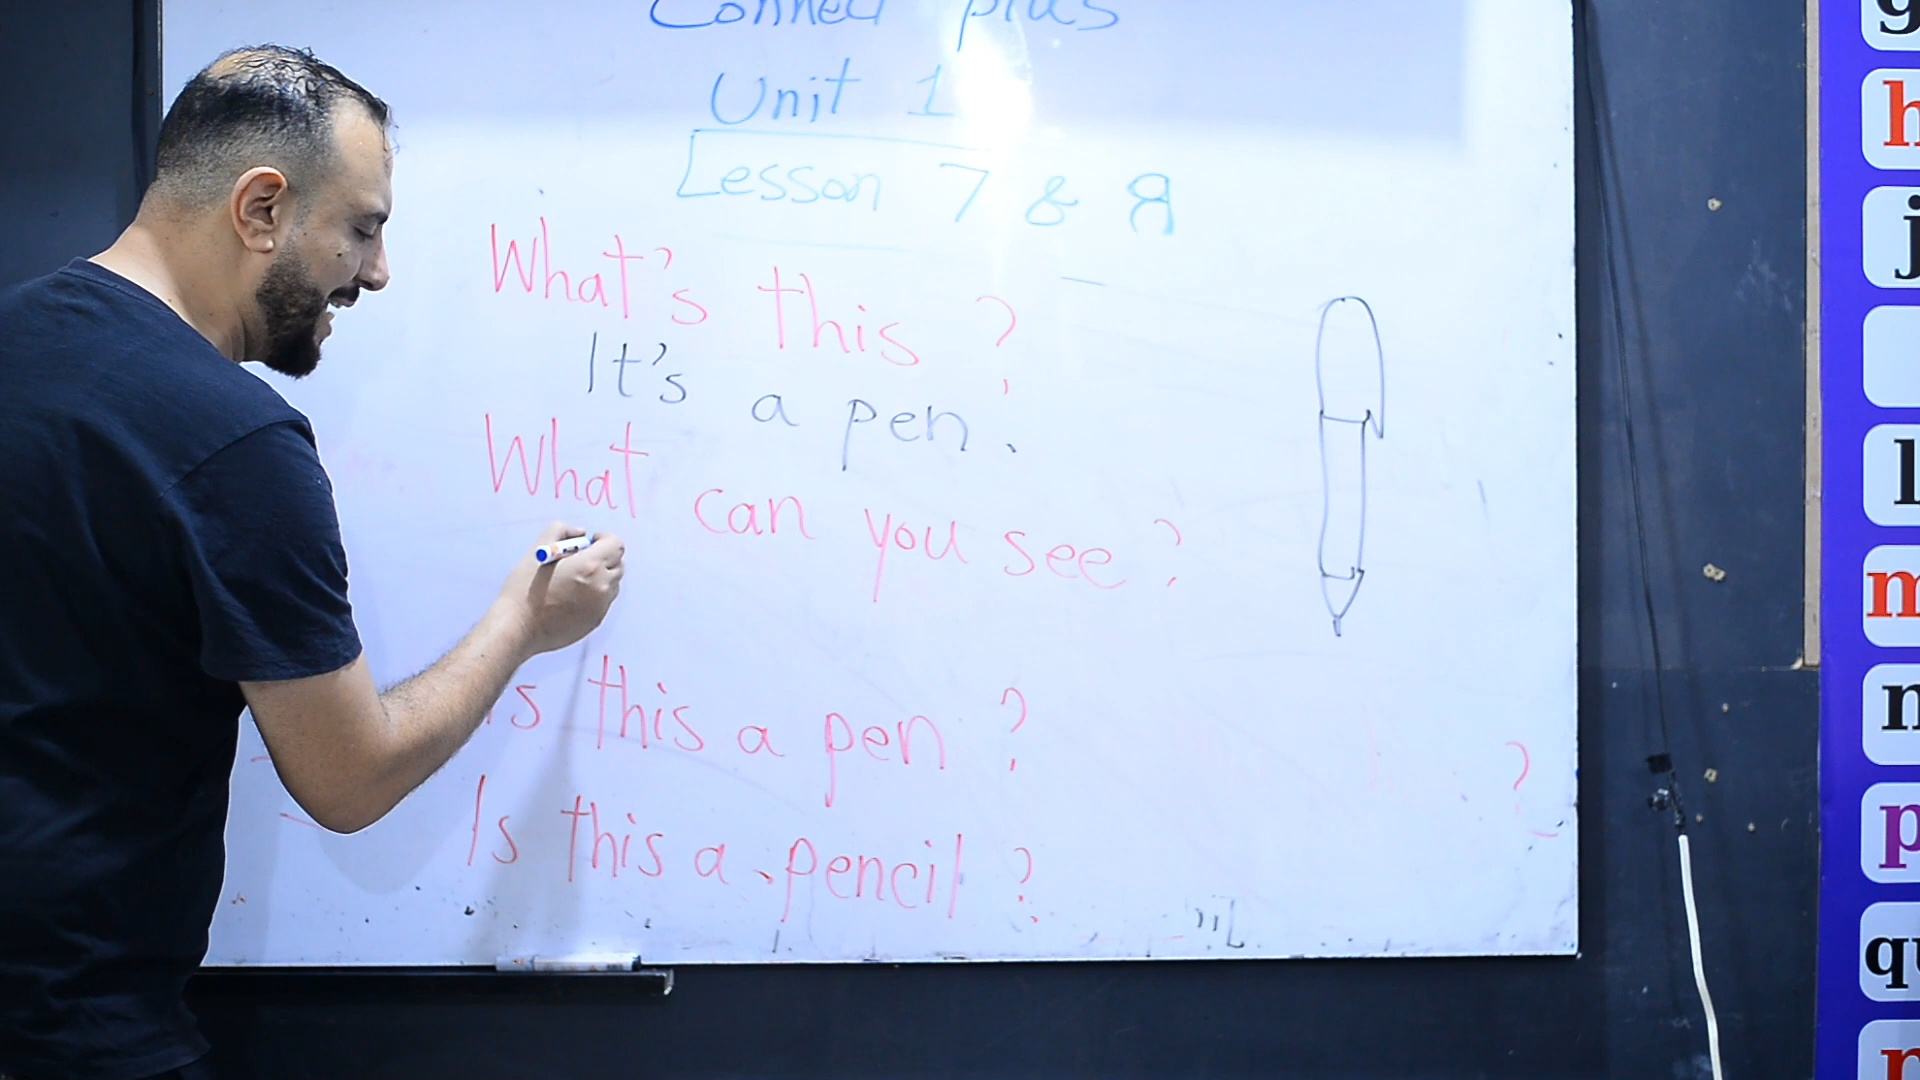 Connect plus
Unit 1
Lesson 7 & 8
What's this ?
It's a pen.
What can you see ?
Is this a pen ?
Is this a pencil ?
?
g
h
j
l
m
n
p
qu
r